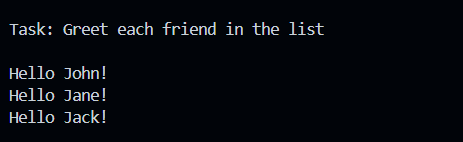 Task: Greet each friend in the list
Hello John!
Hello Jane!
Hello Jack!